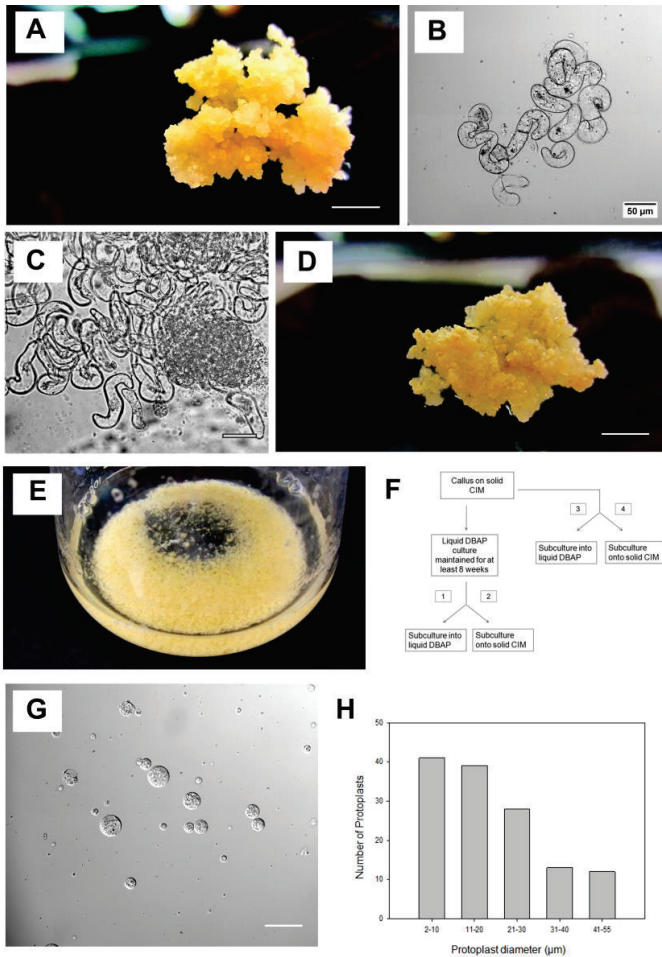 A
B
50 µm
C
D
E
F
Callus on solid
CIM
3
4
Liquid DBAP
culture
maintained for at
least 8 weeks
Subculture into
liquid DBAP
Subculture
onto solid CIM
1
2
Subculture into
liquid DBAP
Subculture
onto solid CIM
G
H
Number of Protoplasts
50
40
30
20
10
0
2-10
11-20
21-30
31-40
41-55
Protoplast diameter (µm)